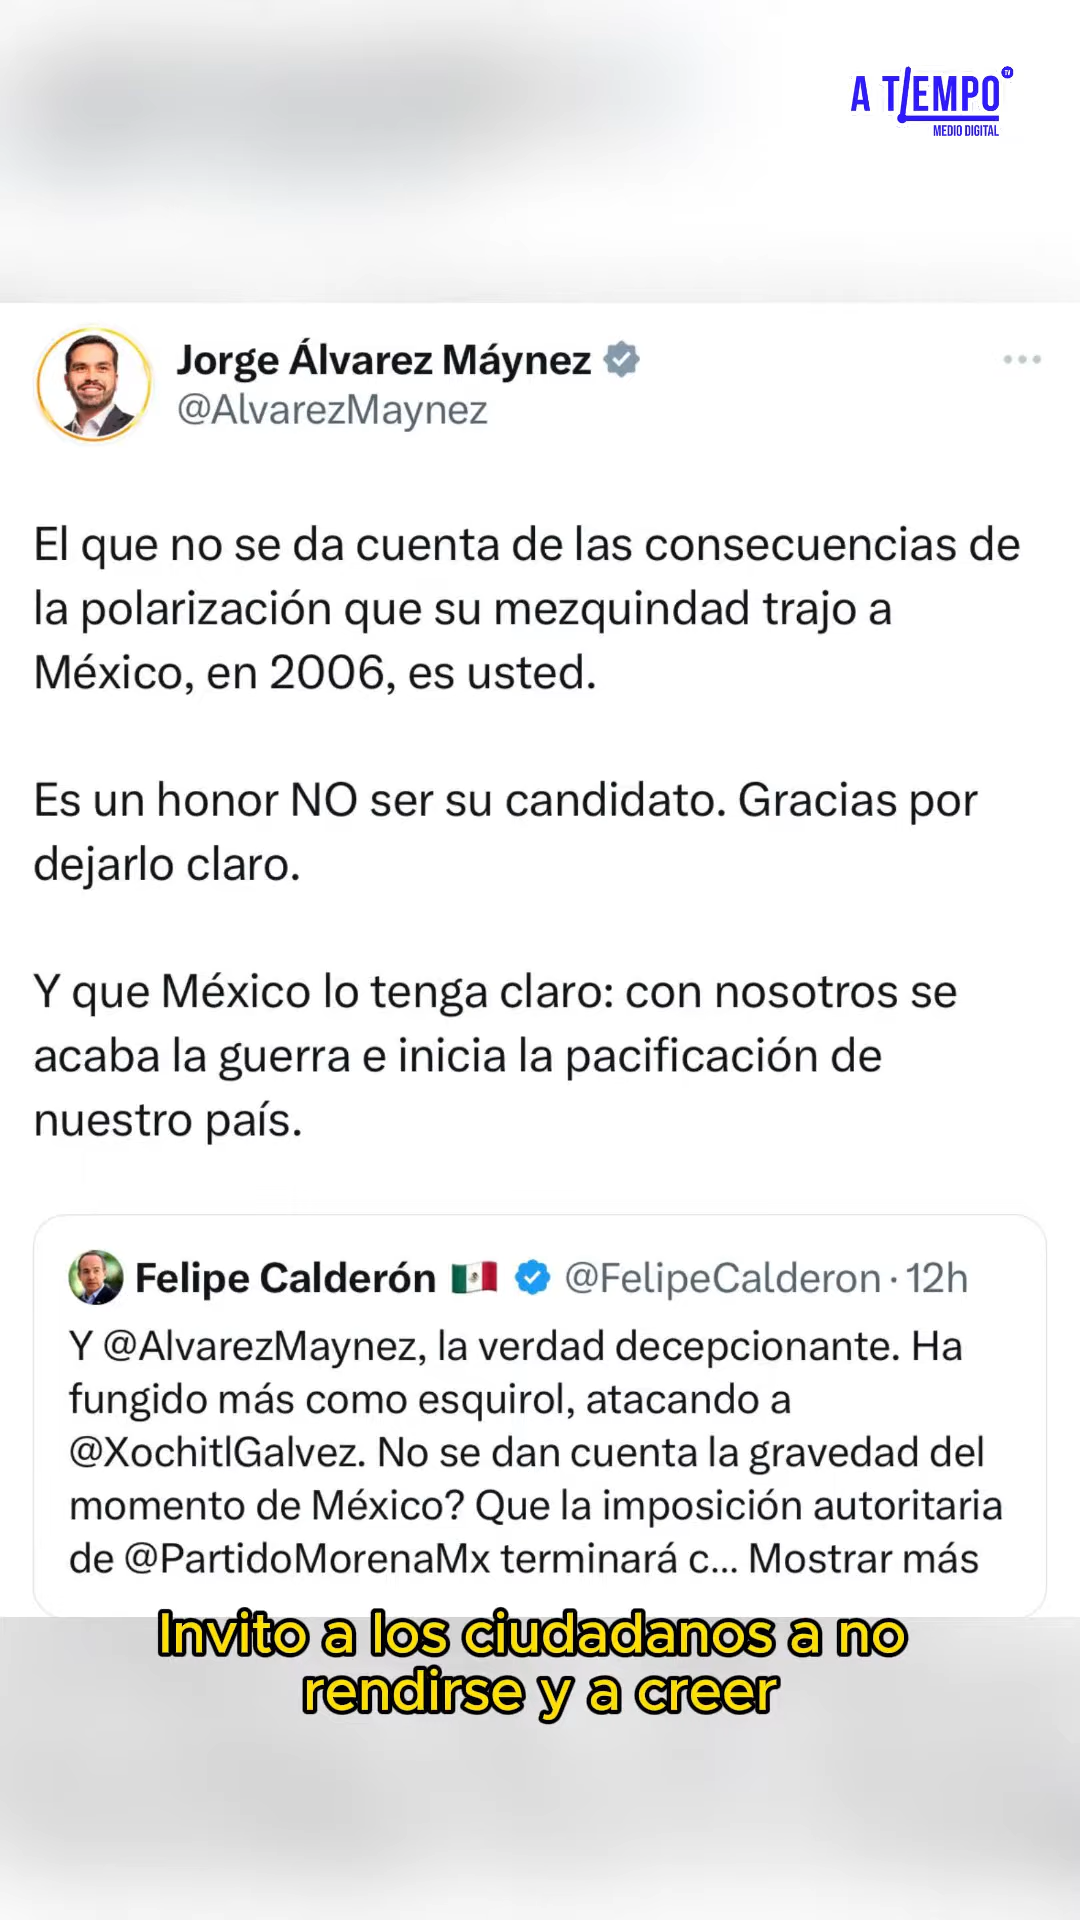 A TIEMPO TV
MEDIO DIGITAL
Jorge Álvarez Máynez
@AlvarezMaynez
El que no se da cuenta de las consecuencias de
la polarización que su mezquindad trajo a
México, en 2006, es usted.
Es un honor NO ser su candidato. Gracias por
dejarlo claro.
Y que México lo tenga claro: con nosotros se
acaba la guerra e inicia la pacificación de
nuestro país.
Felipe Calderón 🇲🇽 @FelipeCalderon · 12h
Y @AlvarezMaynez, la verdad decepcionante. Ha
fungido más como esquirol, atacando a
@XochitlGalvez. No se dan cuenta la gravedad del
momento de México? Que la imposición autoritaria
de @PartidoMorenaMx terminará c... Mostrar más
Invito a los ciudadanos a no
rendirse y a creer